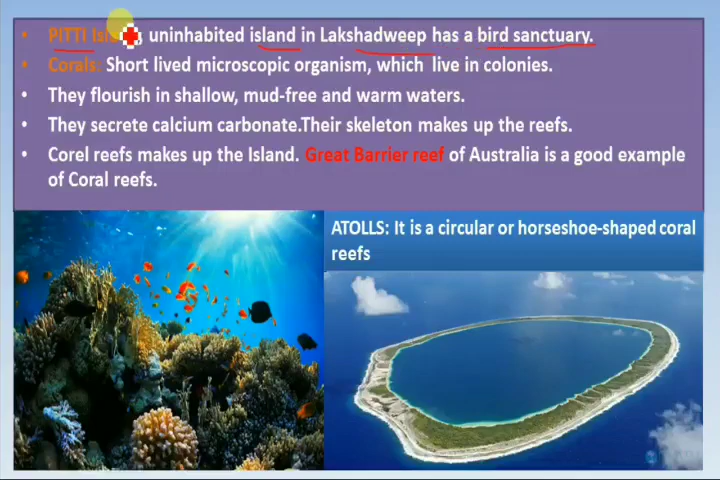 PITTI Island, uninhabited island in Lakshadweep has a bird sanctuary.
Corals: Short lived microscopic organism, which live in colonies.
They flourish in shallow, mud-free and warm waters.
They secrete calcium carbonate.Their skeleton makes up the reefs.
Corel reefs makes up the Island. Great Barrier reef of Australia is a good example
of Coral reefs.
ATOLLS: It is a circular or horseshoe-shaped coral
reefs